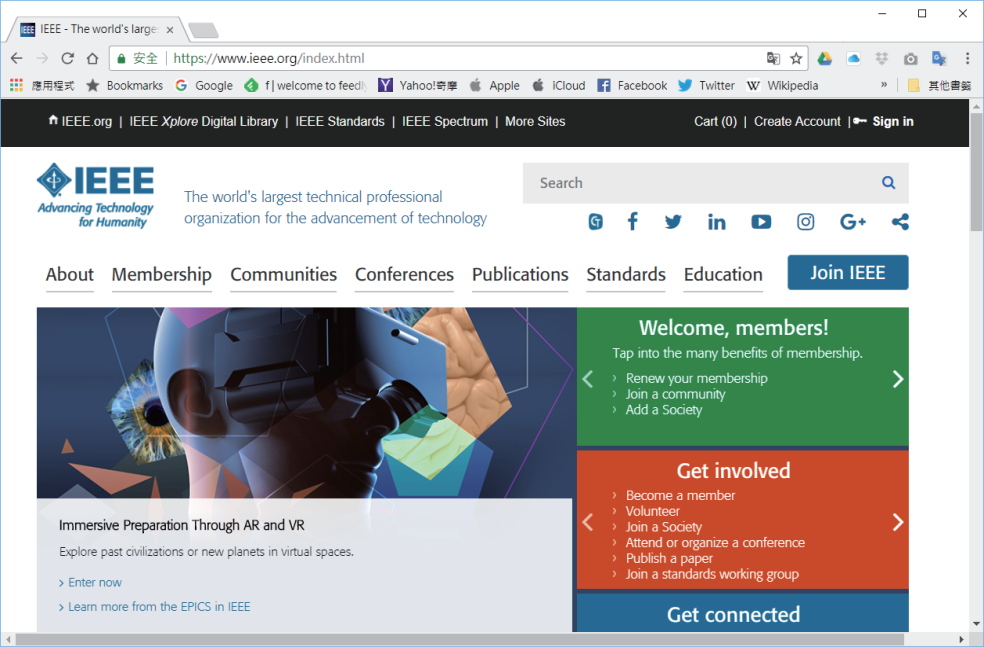 IEEE - The world's large
安全 | https://www.ieee.org/index.html
應用程式 Bookmarks Google f | welcome to feedly Yahoo!奇摩 Apple iCloud Facebook Twitter Wikipedia » 其他書籤
IEEE.org | IEEE Xplore Digital Library | IEEE Standards | IEEE Spectrum | More Sites Cart (0) | Create Account | Sign in
IEEE
Advancing Technology
for Humanity
The world's largest technical professional
organization for the advancement of technology
Search
About Membership Communities Conferences Publications Standards Education Join IEEE
Immersive Preparation Through AR and VR
Explore past civilizations or new planets in virtual spaces.
› Enter now
› Learn more from the EPICS in IEEE
Welcome, members!
Tap into the many benefits of membership.
› Renew your membership
› Join a community
› Add a Society
Get involved
› Become a member
› Volunteer
› Join a Society
› Attend or organize a conference
› Publish a paper
› Join a standards working group
Get connected